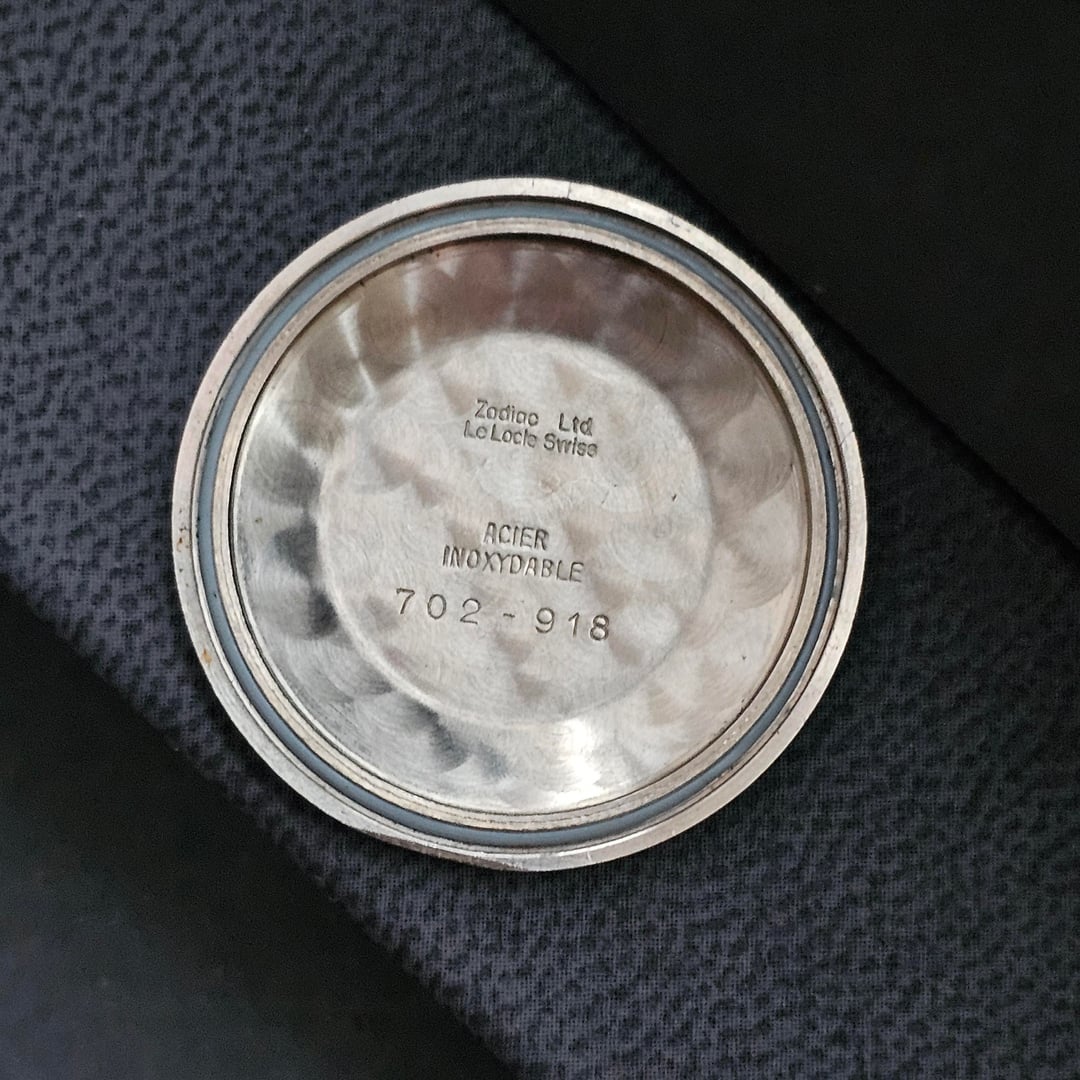 Zodiac Ltd
Le Locle Swiss
ACIER
INOXYDABLE
702-918